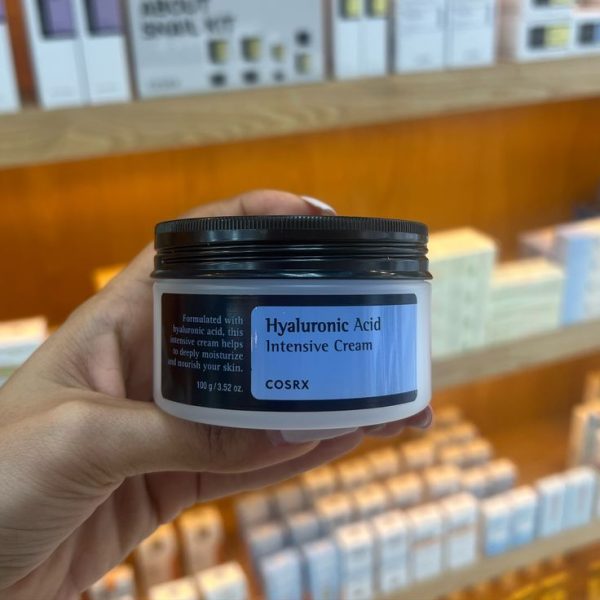 ABOUT
SNAIL KIT
Formulated with
hyaluronic acid, this
intensive cream helps
to deeply moisturize
and nourish your skin.
100 g / 3.52 oz.
Hyaluronic Acid
Intensive Cream
COSRX